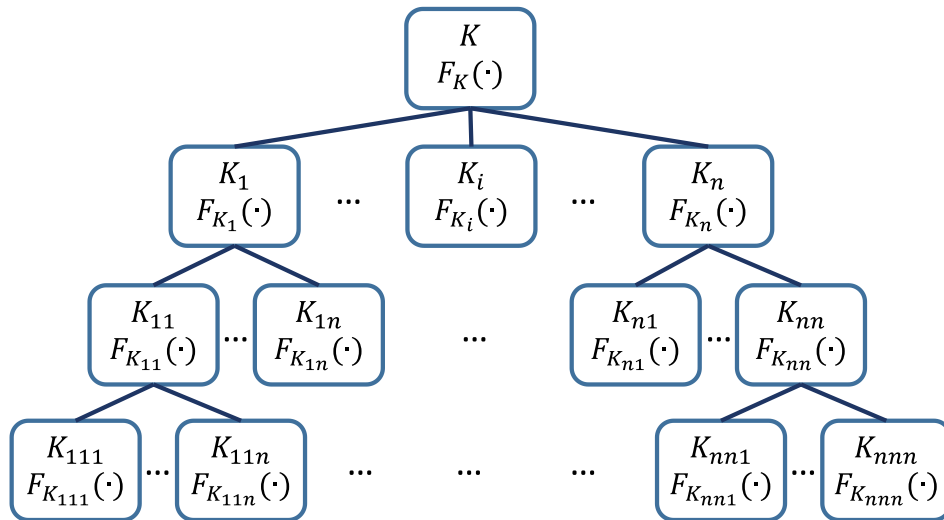 K
F_K(·)
K_1 ... K_i ... K_n
F_{K_1}(·) F_{K_i}(·) F_{K_n}(·)
K_{11} ... K_{1n} ... K_{n1} ... K_{nn}
F_{K_{11}}(·) F_{K_{1n}}(·) F_{K_{n1}}(·) F_{K_{nn}}(·)
K_{111} ... K_{11n} ... ... ... K_{nn1} ... K_{nnn}
F_{K_{111}}(·) F_{K_{11n}}(·) F_{K_{nn1}}(·) F_{K_{nnn}}(·)